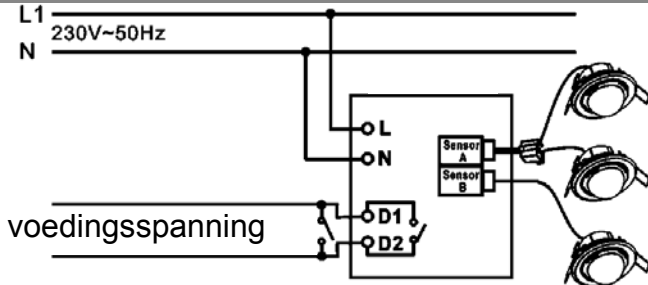 L1
230V~50Hz
N
L
N
Sensor
A
Sensor
B
D1
voedingsspanning
D2